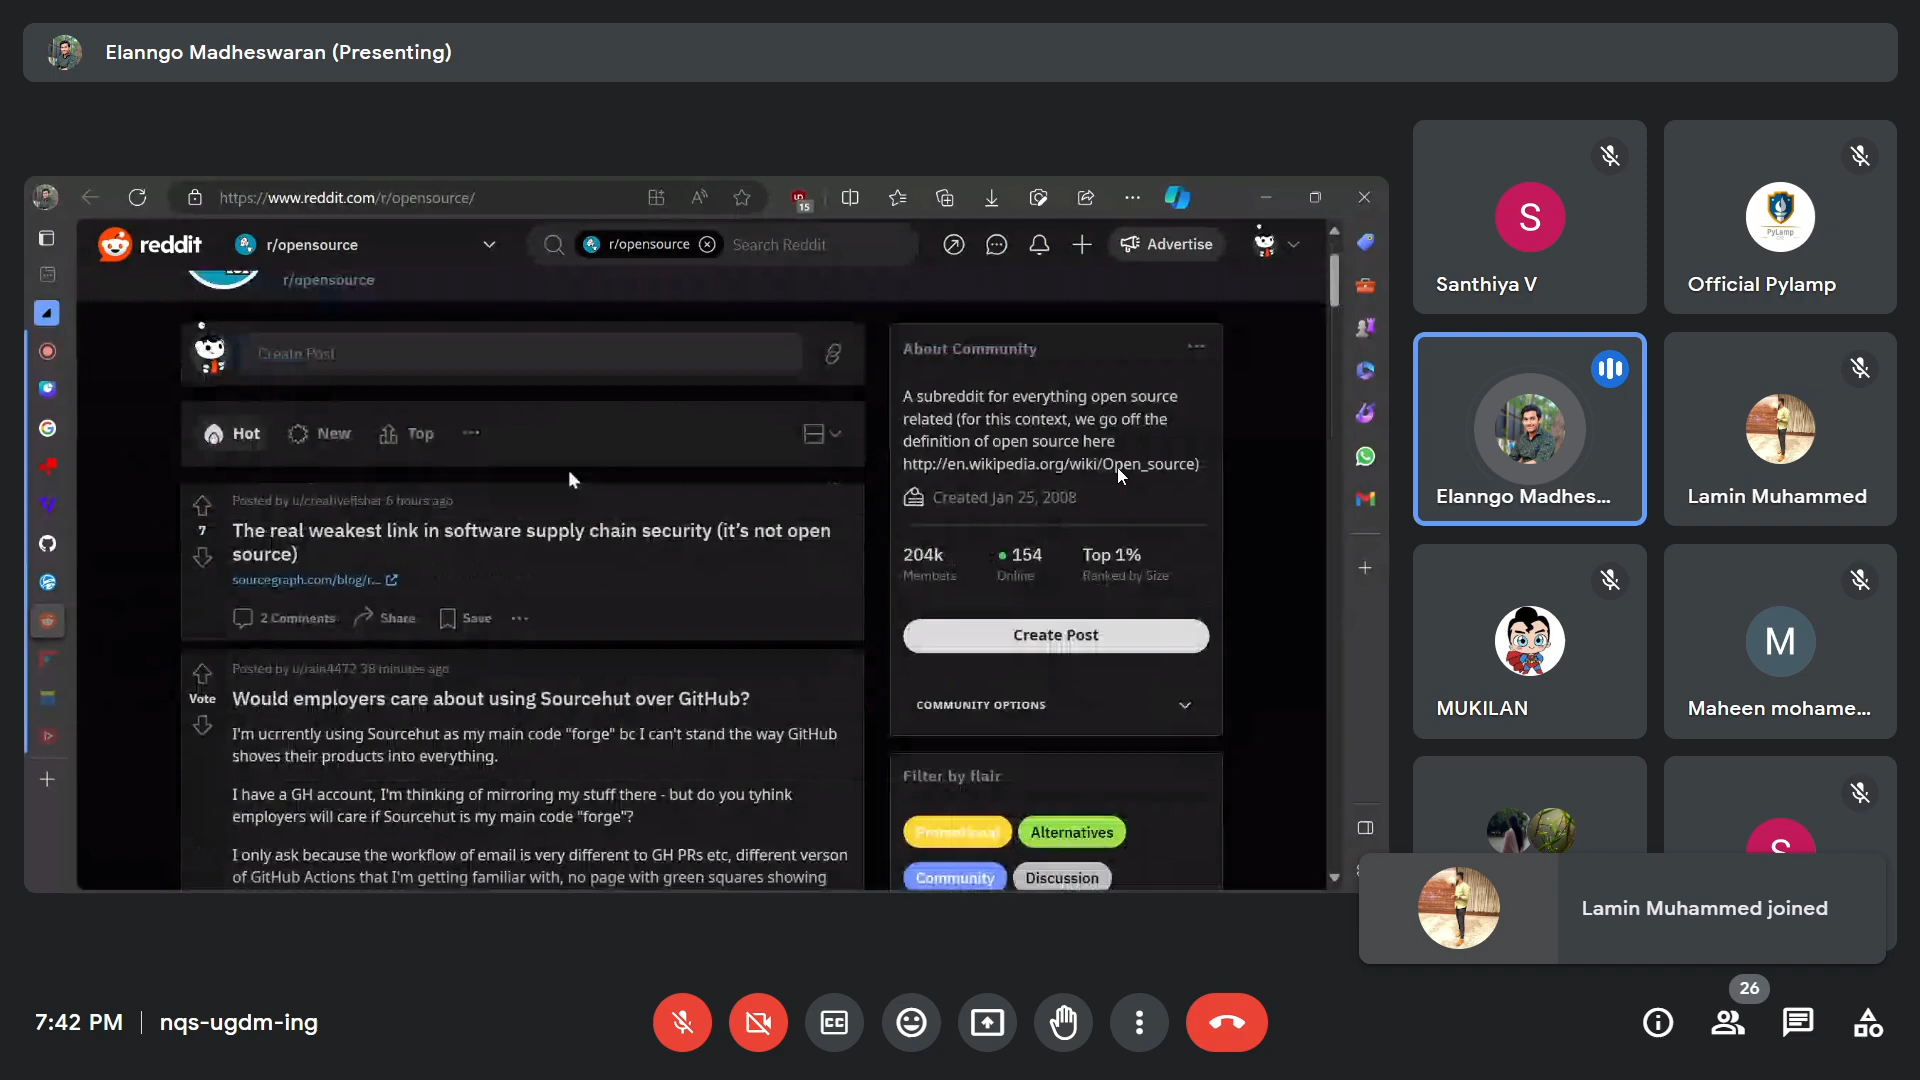 Elanngo Madheswaran (Presenting)
https://www.reddit.com/r/opensource/
15
reddit
r/opensource
r/opensource
Search Reddit
Advertise
r/opensource
Create Post
Hot
New
Top
Posted by u/creativefisher 6 hours ago
7
The real weakest link in software supply chain security (it's not open
source)
sourcegraph.com/blog/r...
2 Comments
Share
Save
Posted by u/rain4472 38 minutes ago
Vote
Would employers care about using Sourcehut over GitHub?
I'm ucrrently using Sourcehut as my main code "forge" bc I can't stand the way GitHub
shoves their products into everything.
I have a GH account, I'm thinking of mirroring my stuff there - but do you tyhink
employers will care if Sourcehut is my main code "forge"?
I only ask because the workflow of email is very different to GH PRs etc, different verson
of GitHub Actions that I'm getting familiar with, no page with green squares showing
About Community
A subreddit for everything open source
related (for this context, we go off the
definition of open source here
http://en.wikipedia.org/wiki/Open_source)
Created Jan 25, 2008
204k
Members
154
Online
Top 1%
Ranked by Size
Create Post
COMMUNITY OPTIONS
Filter by flair
Promotional
Alternatives
Community
Discussion
S
Santhiya V
PyLamp
Official Pylamp
Elanngo Madhes...
Lamin Muhammed
MUKILAN
M
Maheen mohame...
Lamin Muhammed joined
7:42 PM
nqs-ugdm-ing
CC
26